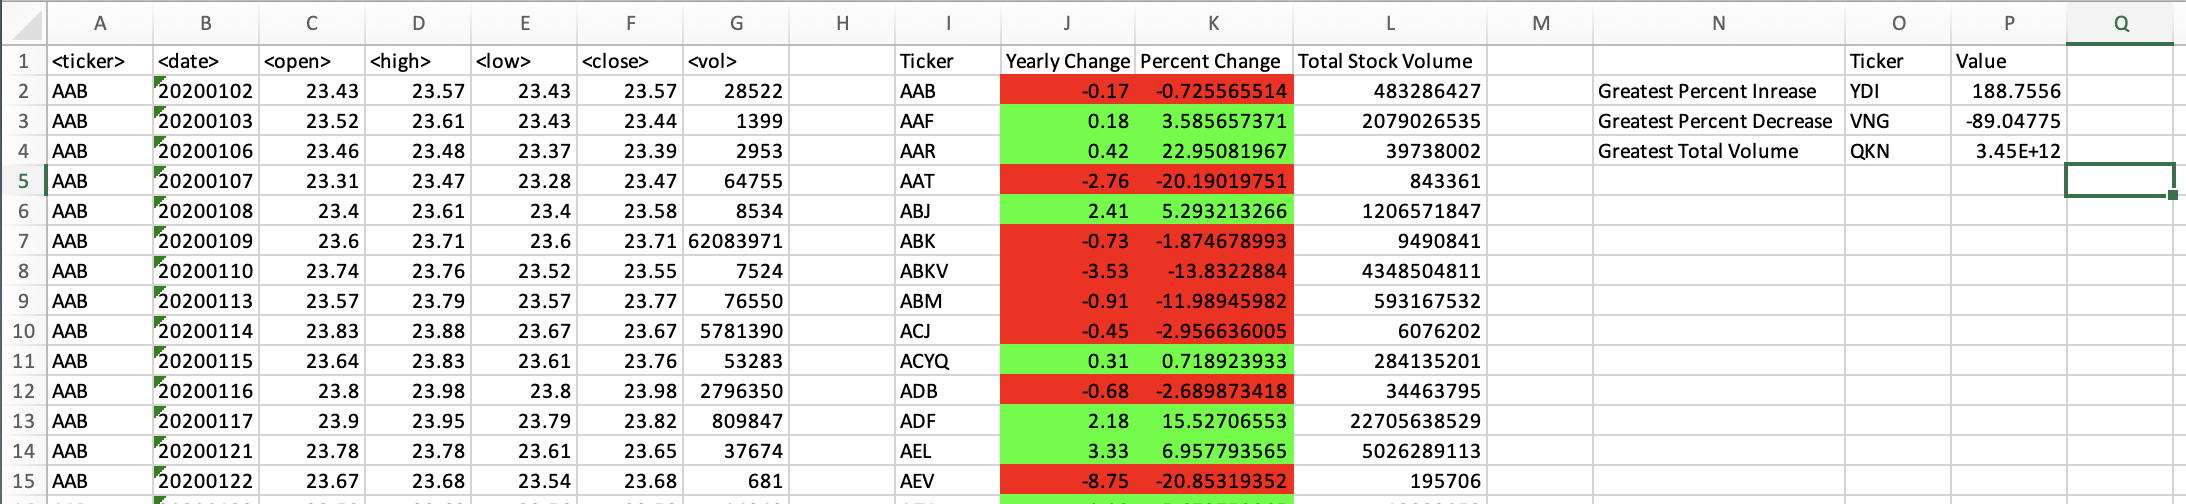 A B C D E F G H I J K L M N O P Q
1 <ticker> <date> <open> <high> <low> <close> <vol> Ticker Yearly Change Percent Change Total Stock Volume Ticker Value
2 AAB 20200102 23.43 23.57 23.43 23.57 28522 AAB -0.17 -0.725565514 483286427 Greatest Percent Inrease YDI 188.7556
3 AAB 20200103 23.52 23.61 23.43 23.44 1399 AAF 0.18 3.585657371 2079026535 Greatest Percent Decrease VNG -89.04775
4 AAB 20200106 23.46 23.48 23.37 23.39 2953 AAR 0.42 22.95081967 39738002 Greatest Total Volume QKN 3.45E+12
5 AAB 20200107 23.31 23.47 23.28 23.47 64755 AAT -2.76 -20.19019751 843361
6 AAB 20200108 23.4 23.61 23.4 23.58 8534 ABJ 2.41 5.293213266 1206571847
7 AAB 20200109 23.6 23.71 23.6 23.71 62083971 ABK -0.73 -1.874678993 9490841
8 AAB 20200110 23.74 23.76 23.52 23.55 7524 ABKV -3.53 -13.8322884 4348504811
9 AAB 20200113 23.57 23.79 23.57 23.77 76550 ABM -0.91 -11.98945982 593167532
10 AAB 20200114 23.83 23.88 23.67 23.67 5781390 ACJ -0.45 -2.956636005 6076202
11 AAB 20200115 23.64 23.83 23.61 23.76 53283 ACYQ 0.31 0.718923933 284135201
12 AAB 20200116 23.8 23.98 23.8 23.98 2796350 ADB -0.68 -2.689873418 34463795
13 AAB 20200117 23.9 23.95 23.79 23.82 809847 ADF 2.18 15.52706553 22705638529
14 AAB 20200121 23.78 23.78 23.61 23.65 37674 AEL 3.33 6.957793565 5026289113
15 AAB 20200122 23.67 23.68 23.54 23.68 681 AEV -8.75 -20.85319352 195706